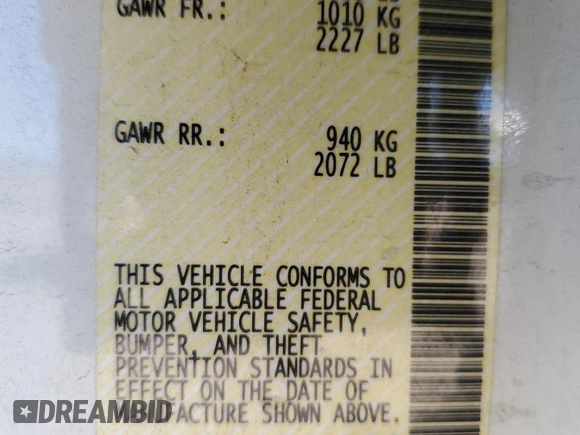 GAWR FR.: 1010 KG
2227 LB
GAWR RR.: 940 KG
2072 LB
THIS VEHICLE CONFORMS TO
ALL APPLICABLE FEDERAL
MOTOR VEHICLE SAFETY,
BUMPER, AND THEFT
PREVENTION STANDARDS IN
EFFECT ON THE DATE OF
MANUFACTURE SHOWN ABOVE.
DREAMBID